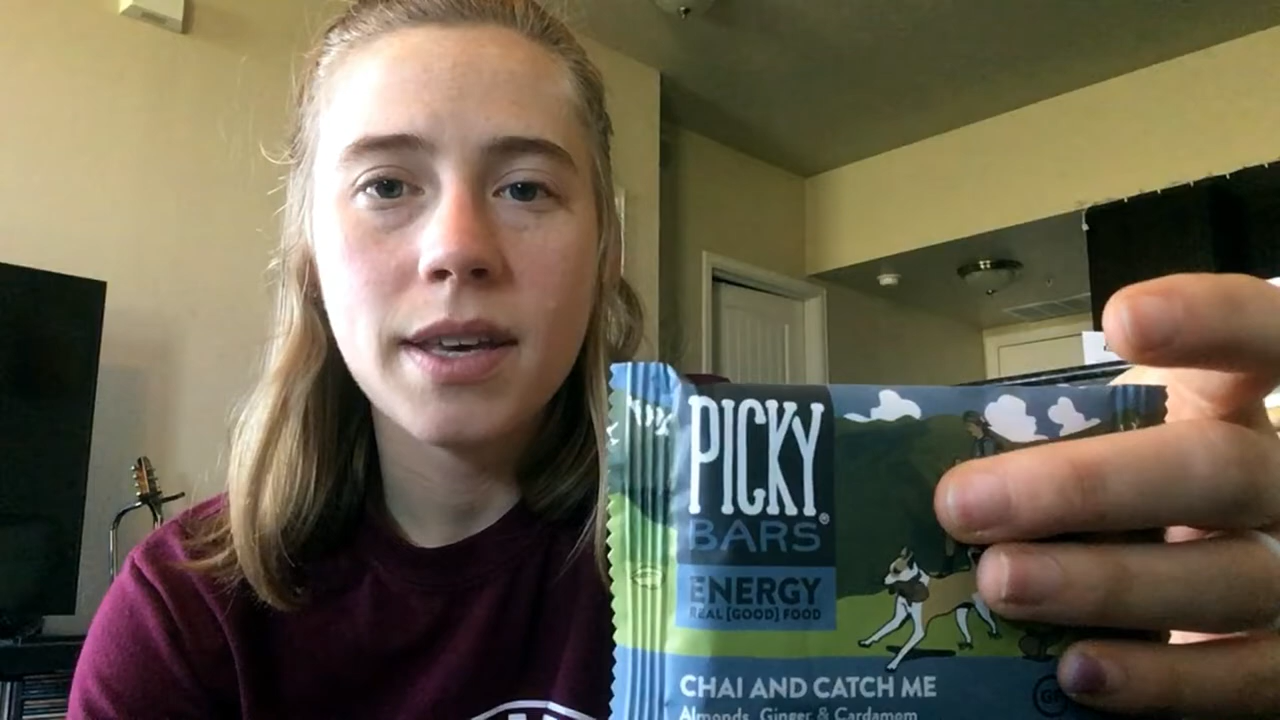 PICKY
BARS®
ENERGY
REAL [GOOD] FOOD
CHAI AND CATCH ME
Almonds, Ginger & Cardamom